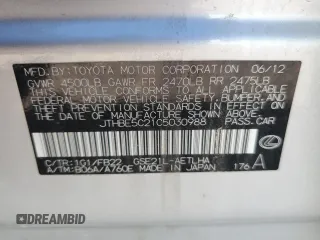 MFD.BY:TOYOTA MOTOR CORPORATION 06/12
GVWR 4500LB GAWR FR 2470LB RR 2475LB
THIS VEHICLE CONFORMS TO ALL APPLICABLE
FEDERAL MOTOR VEHICLE SAFETY, BUMPER, AND
THEFT PREVENTION STANDARDS IN EFFECT ON
THE DATE OF MANUFACTURE SHOWN ABOVE.
JTHBE5C21C5030988 PASS. CAR
C/TR:1G1/FB22 GSE21L-AETLHA
A/TM:B06A/A760E MADE IN JAPAN 176 A